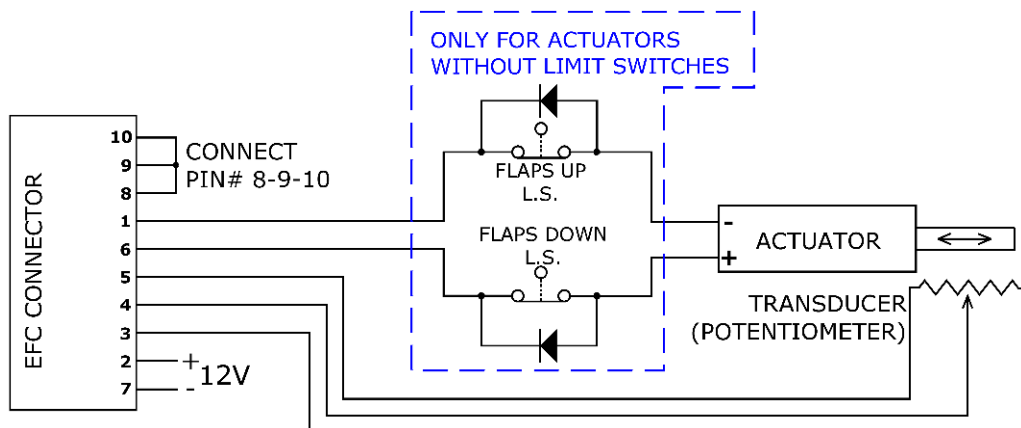 ONLY FOR ACTUATORS
WITHOUT LIMIT SWITCHES
EFC CONNECTOR
10
9
8
1
6
5
4
3
2
7
CONNECT
PIN# 8-9-10
FLAPS UP
L.S.
FLAPS DOWN
L.S.
-
+
ACTUATOR
TRANSDUCER
(POTENTIOMETER)
+
12V
-